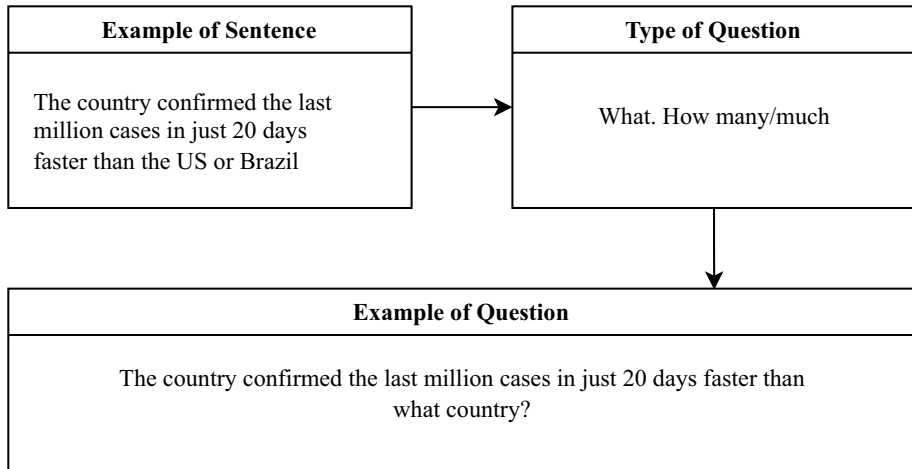 Example of Sentence
The country confirmed the last
million cases in just 20 days
faster than the US or Brazil
Type of Question
What. How many/much
Example of Question
The country confirmed the last million cases in just 20 days faster than
what country?